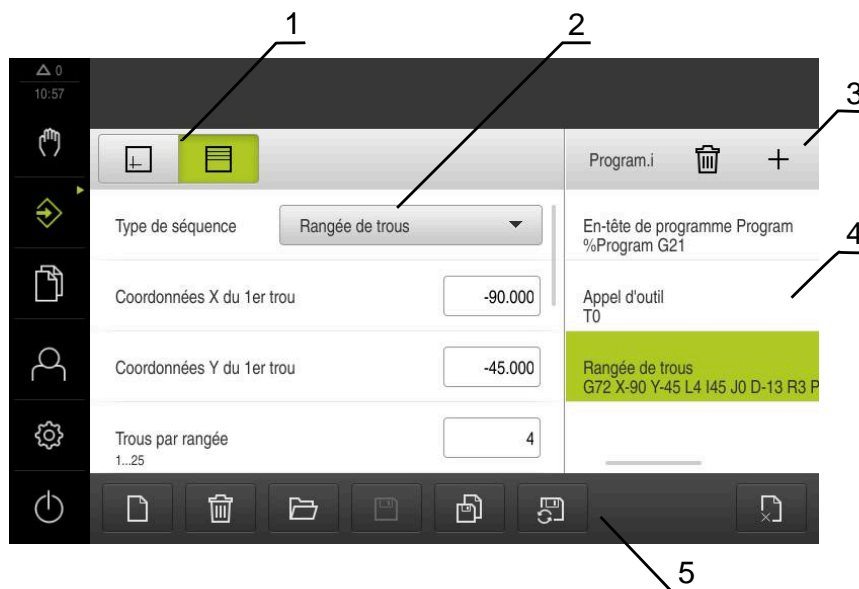 1
2
3
0
10:57
Program.i
Type de séquence
Rangée de trous
En-tête de programme Program
%Program G21
4
Coordonnées X du 1er trou
-90.000
Appel d'outil
T0
Coordonnées Y du 1er trou
-45.000
Rangée de trous
G72 X-90 Y-45 L4 I45 J0 D-13 R3 P
Trous par rangée
4
1...25
5